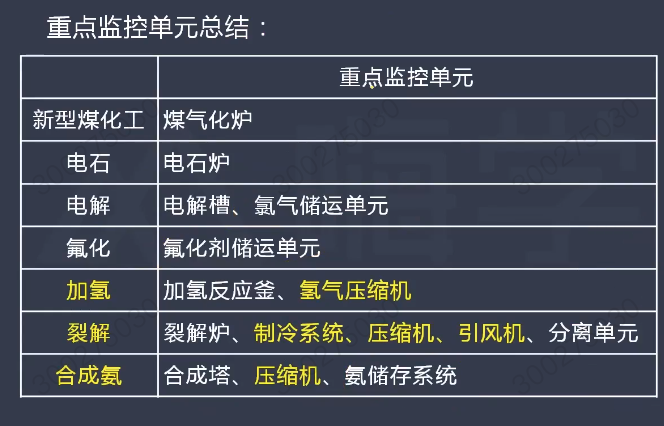 重点监控单元总结：
重点监控单元
新型煤化工 煤气化炉
电石 电石炉
电解 电解槽、氯气储运单元
氟化 氟化剂储运单元
加氢 加氢反应釜、氢气压缩机
裂解 裂解炉、制冷系统、压缩机、引风机、分离单元
合成氨 合成塔、压缩机、氨储存系统